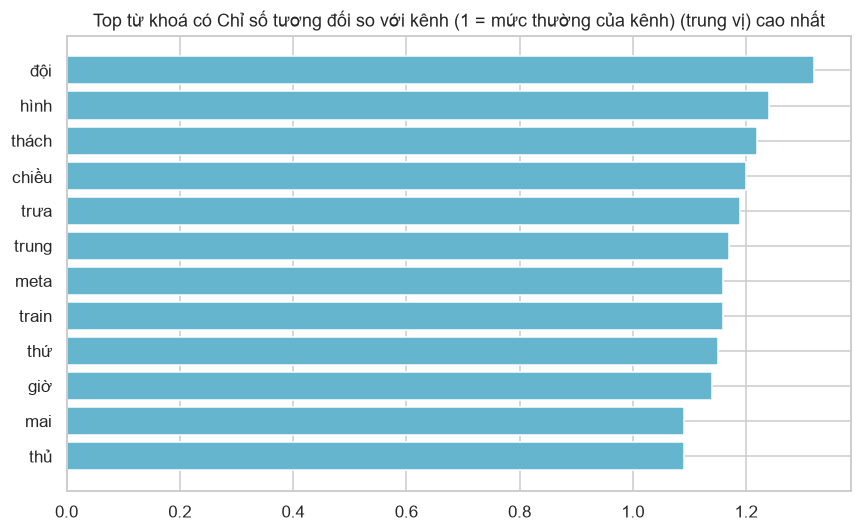 Top từ khoá có Chỉ số tương đối so với kênh (1 = mức thường của kênh) (trung vị) cao nhất
đội
hình
thách
chiều
trưa
trung
meta
train
thứ
giờ
mai
thủ
0.0 0.2 0.4 0.6 0.8 1.0 1.2